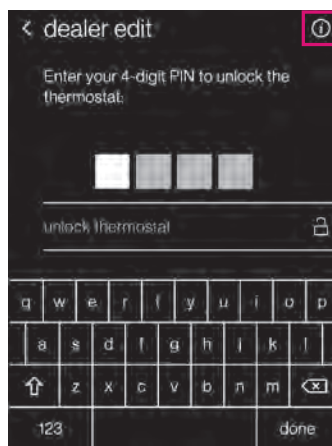 < dealer edit
Enter your 4-digit PIN to unlock the
thermostat:
unlock thermostat
q w e r t y u i o p
a s d f g h j k l
z x c v b n m
123 done